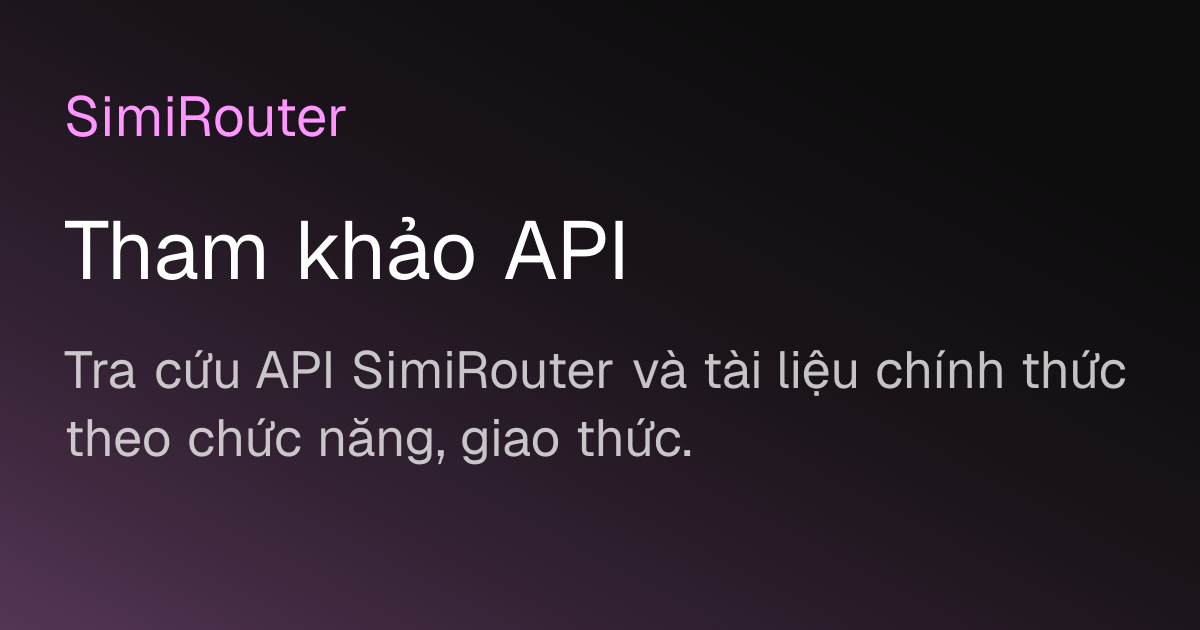 SimiRouter
Tham khảo API
Tra cứu API SimiRouter và tài liệu chính thức
theo chức năng, giao thức.